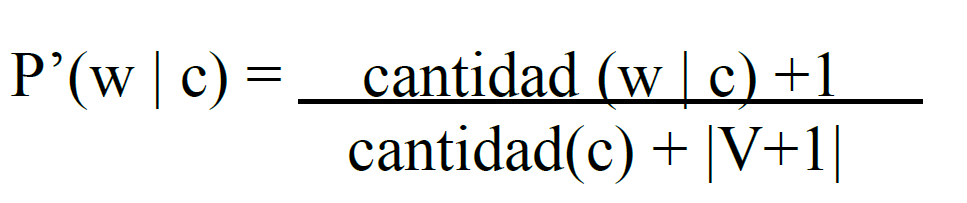 P’(w | c) = cantidad (w | c) +1
cantidad(c) + |V+1|